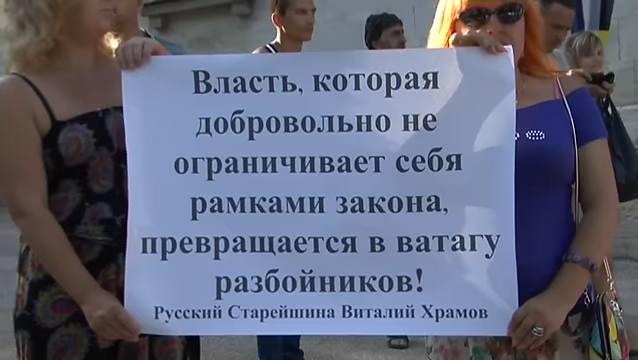 Власть, которая
добровольно не
ограничивает себя
рамками закона,
превращается в ватагу
разбойников!
Русский Старейшина Виталий Храмов